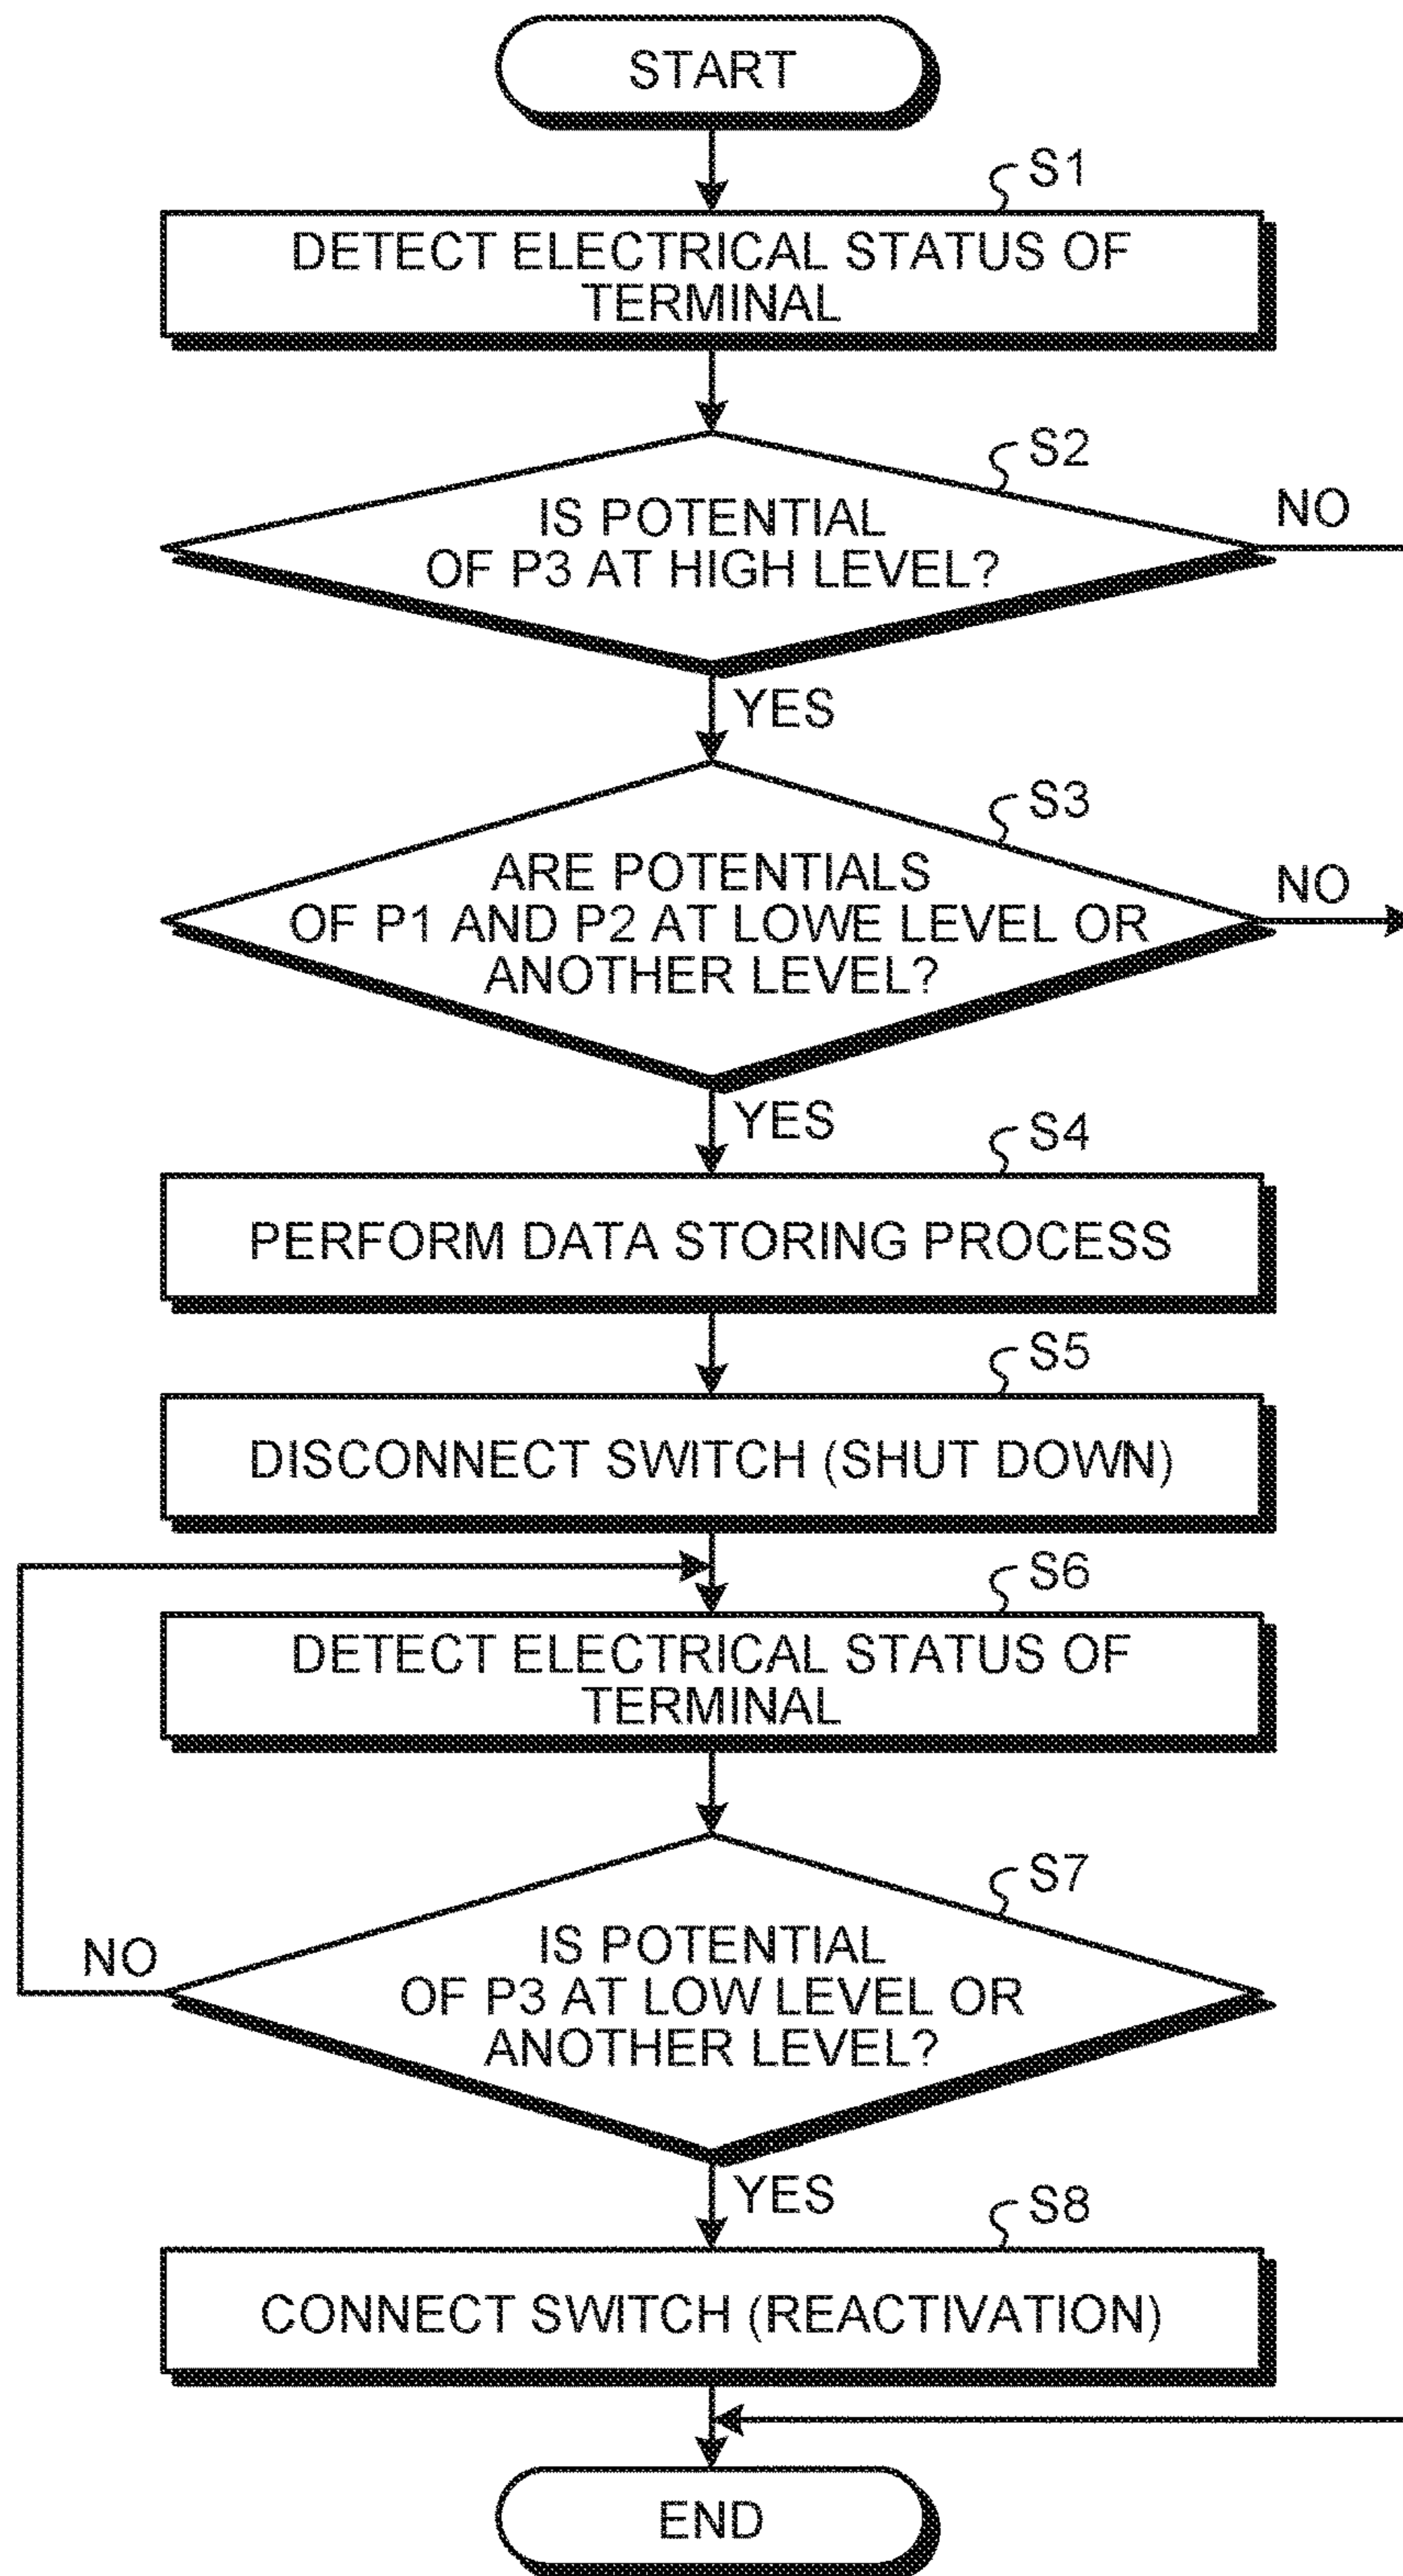 START
S1
DETECT ELECTRICAL STATUS OF
TERMINAL
S2
IS POTENTIAL
OF P3 AT HIGH LEVEL?
NO
YES
S3
ARE POTENTIALS
OF P1 AND P2 AT LOWE LEVEL OR
ANOTHER LEVEL?
NO
YES
S4
PERFORM DATA STORING PROCESS
S5
DISCONNECT SWITCH (SHUT DOWN)
S6
DETECT ELECTRICAL STATUS OF
TERMINAL
S7
IS POTENTIAL
OF P3 AT LOW LEVEL OR
ANOTHER LEVEL?
NO
YES
S8
CONNECT SWITCH (REACTIVATION)
END